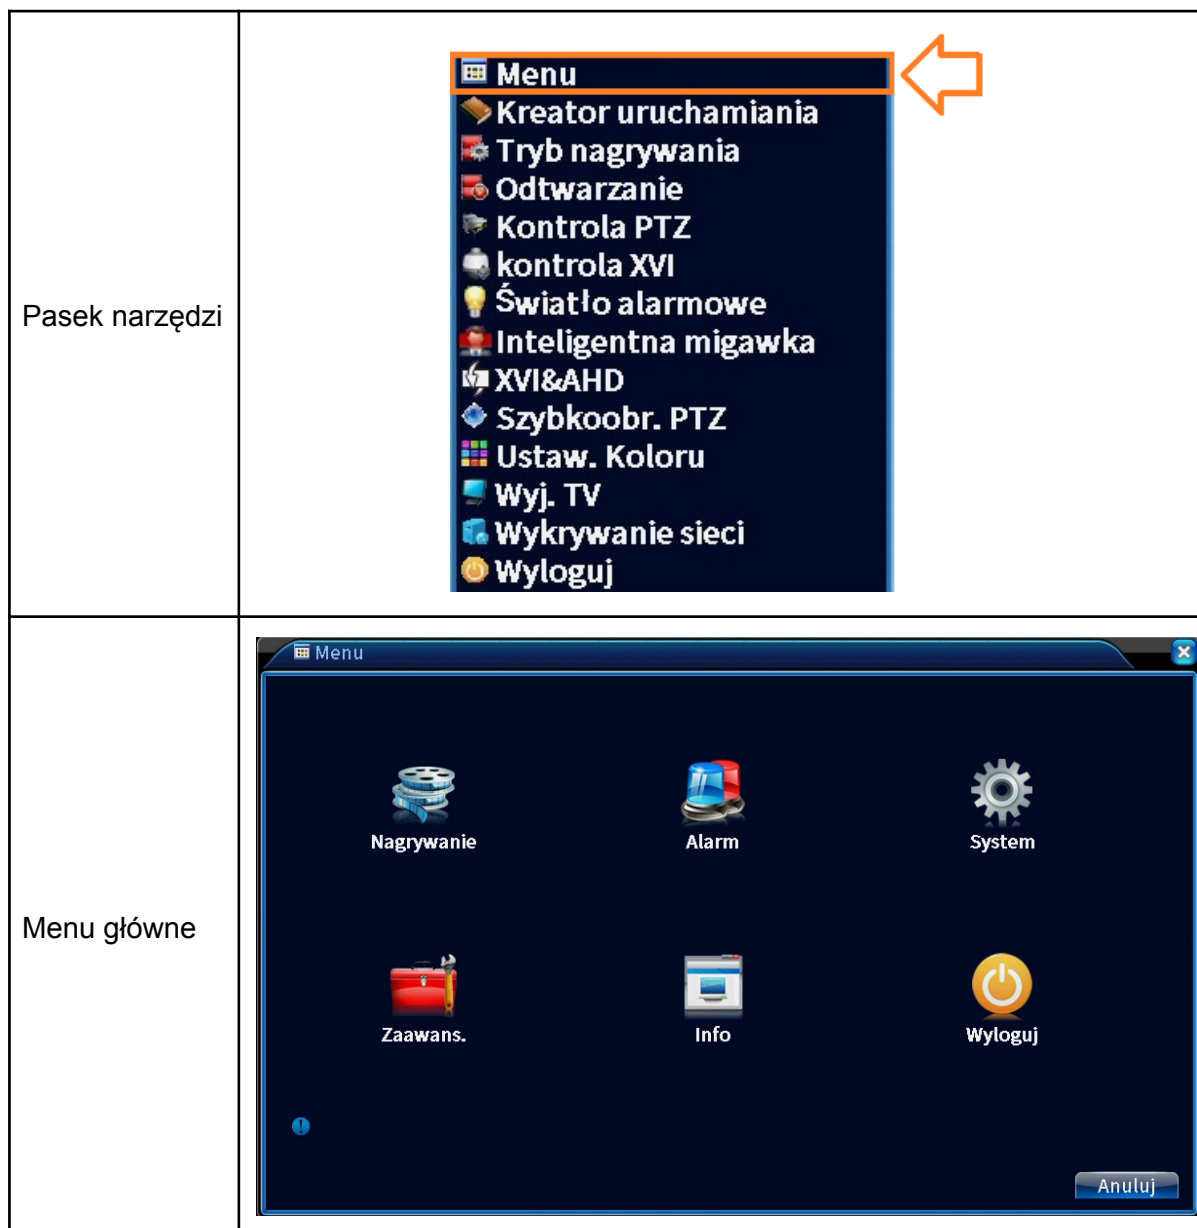 Pasek narzędzi
Menu
Kreator uruchamiania
Tryb nagrywania
Odtwarzanie
Kontrola PTZ
kontrola XVI
Światło alarmowe
Inteligentna migawka
XVI&AHD
Szybkoobr. PTZ
Ustaw. Koloru
Wyj. TV
Wykrywanie sieci
Wyloguj
Menu główne
Menu
Nagrywanie
Alarm
System
Zaawans.
Info
Wyloguj
Anuluj